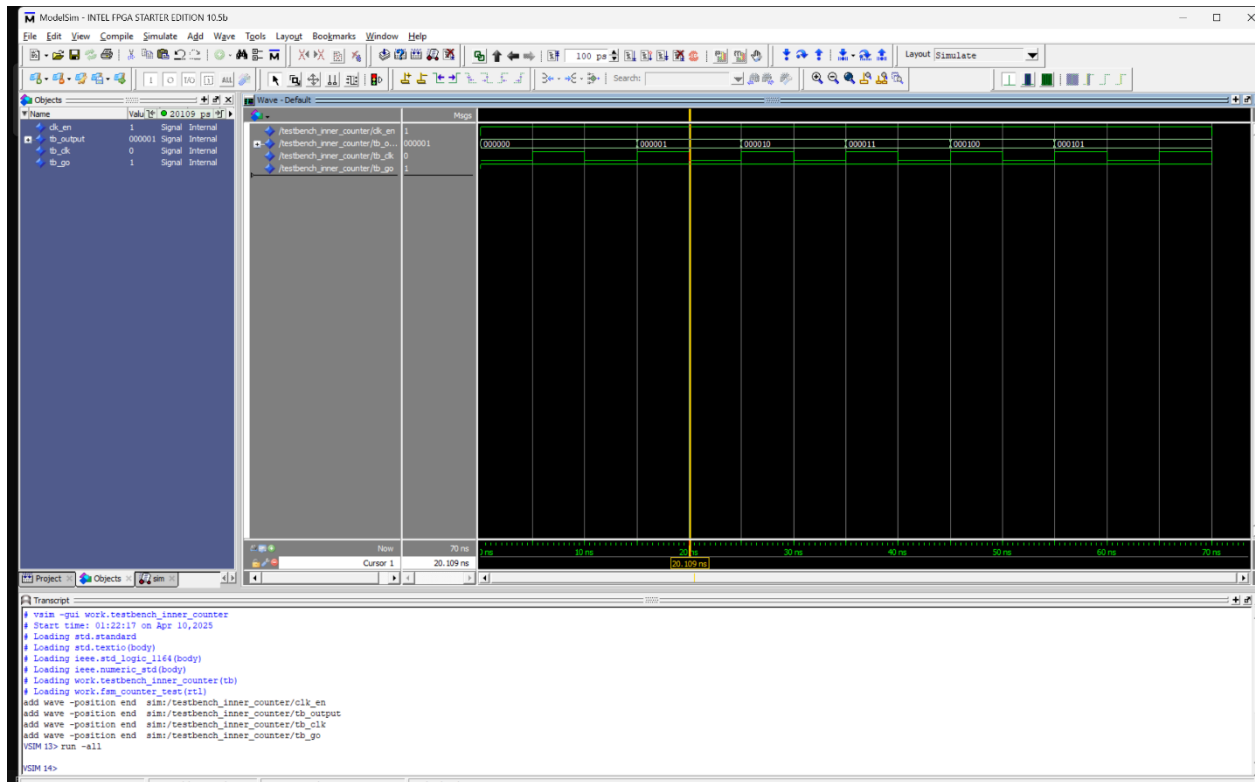 ModelSim - INTEL FPGA STARTER EDITION 10.5b
File Edit View Compile Simulate Add Wave Tools Layout Bookmarks Window Help
100 ps
Layout Simulate
Search:
Objects
Name Valu 20109 ps
clk_en 1 Signal Internal
tb_output 000001 Signal Internal
tb_clk 0 Signal Internal
tb_go 1 Signal Internal
Wave - Default
Msgs
/testbench_inner_counter/clk_en 1
/testbench_inner_counter/tb_o... 000001 000000 000001 000010 000011 000100 000101
/testbench_inner_counter/tb_clk 0
/testbench_inner_counter/tb_go 1
Now 70 ns
10 ns 20 ns 30 ns 40 ns 50 ns 60 ns 70 ns
Cursor 1 20.109 ns 20.109 ns
Project Objects sim
Transcript
# vsim -gui work.testbench_inner_counter
# Start time: 01:22:17 on Apr 10,2025
# Loading std.standard
# Loading std.textio(body)
# Loading ieee.std_logic_1164(body)
# Loading ieee.numeric_std(body)
# Loading work.testbench_inner_counter(tb)
# Loading work.fsm_counter_test(rtl)
add wave -position end sim:/testbench_inner_counter/clk_en
add wave -position end sim:/testbench_inner_counter/tb_output
add wave -position end sim:/testbench_inner_counter/tb_clk
add wave -position end sim:/testbench_inner_counter/tb_go
VSIM 13> run -all
VSIM 14>